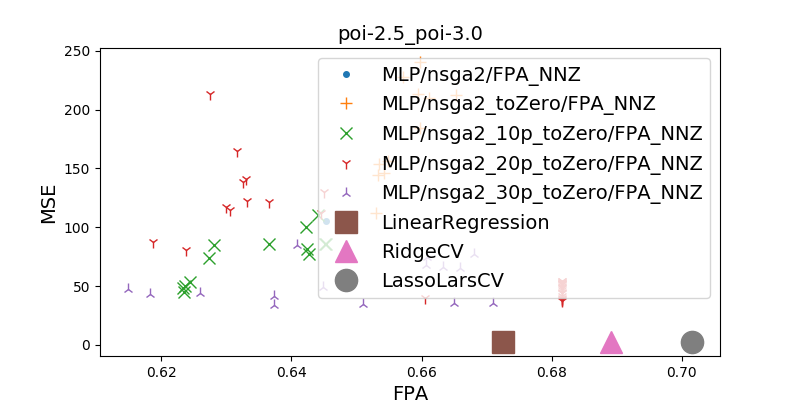 poi-2.5_poi-3.0
250
200
150
100
50
0
MSE
MLP/nsga2/FPA_NNZ
MLP/nsga2_toZero/FPA_NNZ
MLP/nsga2_10p_toZero/FPA_NNZ
MLP/nsga2_20p_toZero/FPA_NNZ
MLP/nsga2_30p_toZero/FPA_NNZ
LinearRegression
RidgeCV
LassoLarsCV
0.62 0.64 0.66 0.68 0.70
FPA